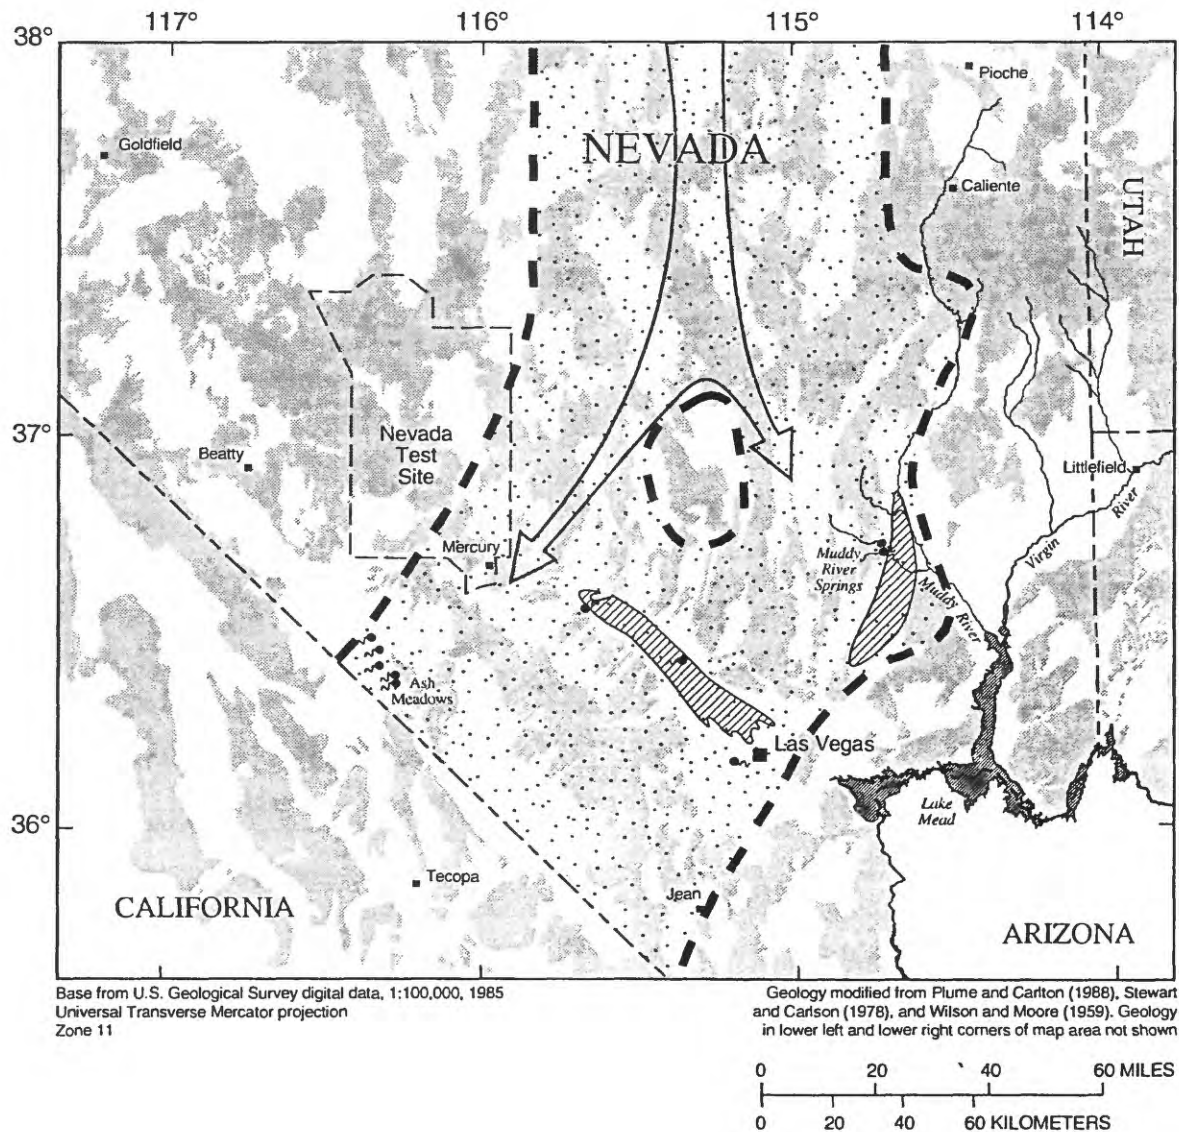 117°
116°
115°
114°
38°
Pioche
Goldfield
NEVADA
Caliente
UTAH
37°
Nevada
Test
Site
Beatty
Littlefield
Mercury
Virgin
River
Muddy
River
Springs
Muddy River
Ash
Meadows
Las Vegas
Lake
Mead
36°
Tecopa
Jean
CALIFORNIA
ARIZONA
Base from U.S. Geological Survey digital data, 1:100,000, 1985
Universal Transverse Mercator projection
Zone 11
Geology modified from Plume and Carlton (1988), Stewart
and Carlson (1978), and Wilson and Moore (1959). Geology
in lower left and lower right corners of map area not shown
0 20 40 60 MILES
0 20 40 60 KILOMETERS